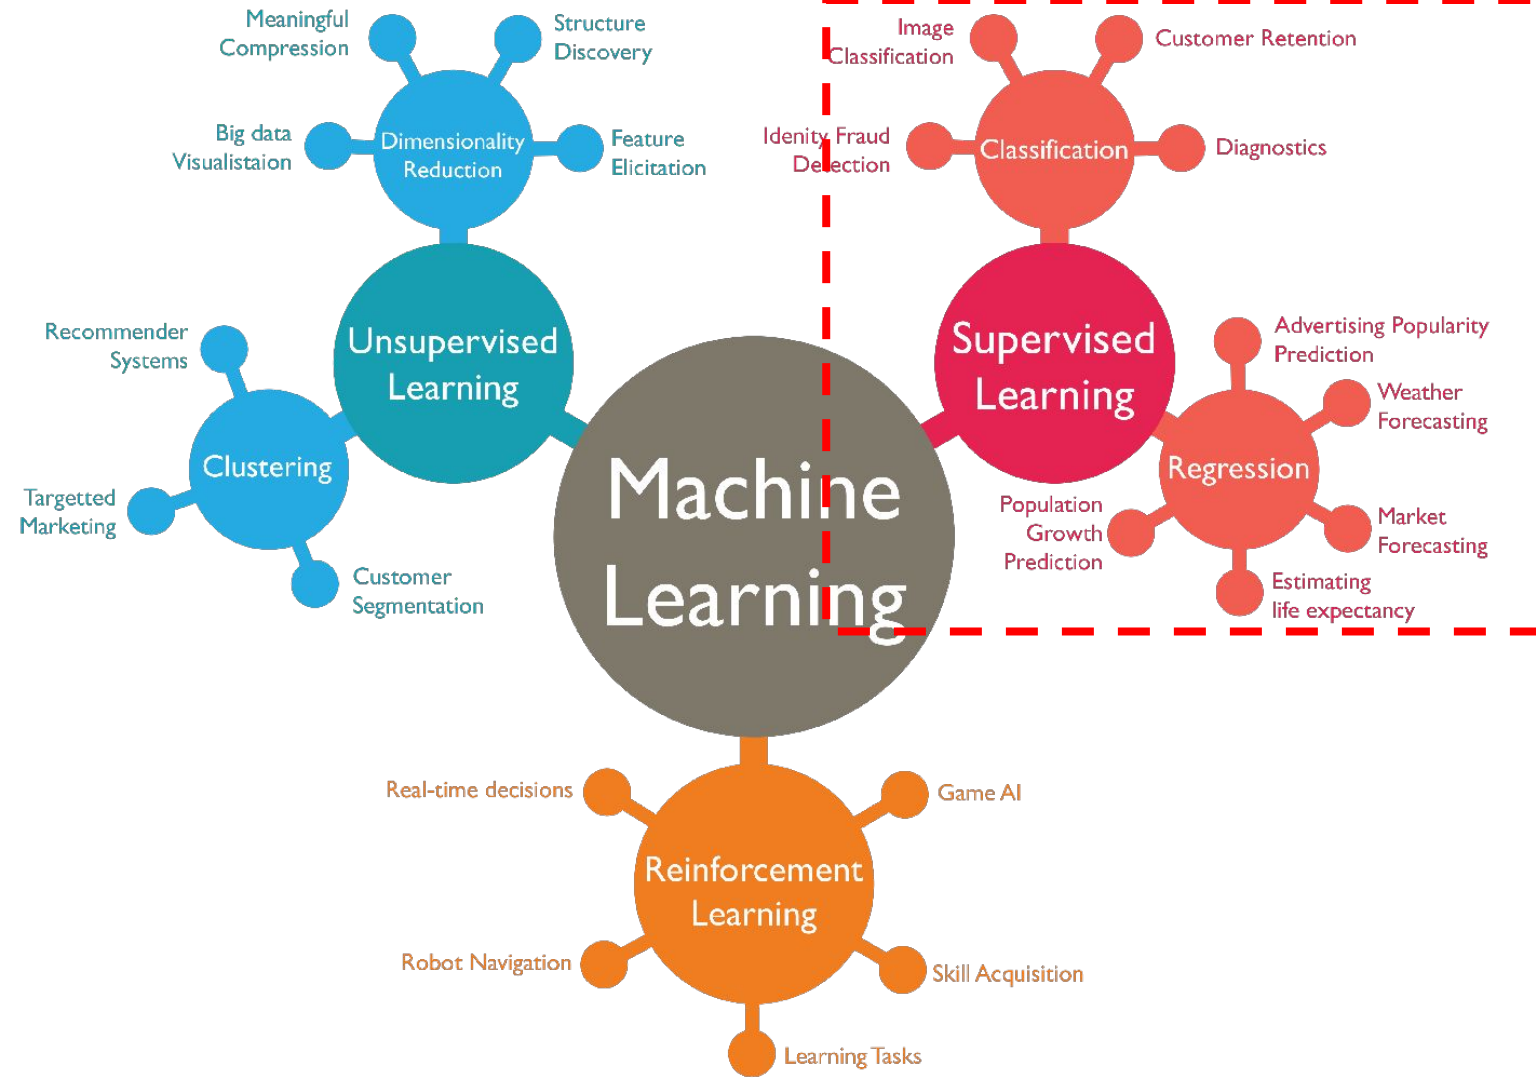 Meaningful
Compression
Structure
Discovery
Big data
Visualistaion
Dimensionality
Reduction
Feature
Elicitation
Image
Classification
Customer Retention
Idenity Fraud
Detection
Classification
Diagnostics
Unsupervised
Learning
Recommender
Systems
Clustering
Targetted
Marketing
Customer
Segmentation
Machine
Learning
Supervised
Learning
Advertising Popularity
Prediction
Weather
Forecasting
Regression
Population
Growth
Prediction
Market
Forecasting
Estimating
life expectancy
Real-time decisions
Game AI
Reinforcement
Learning
Robot Navigation
Skill Acquisition
Learning Tasks